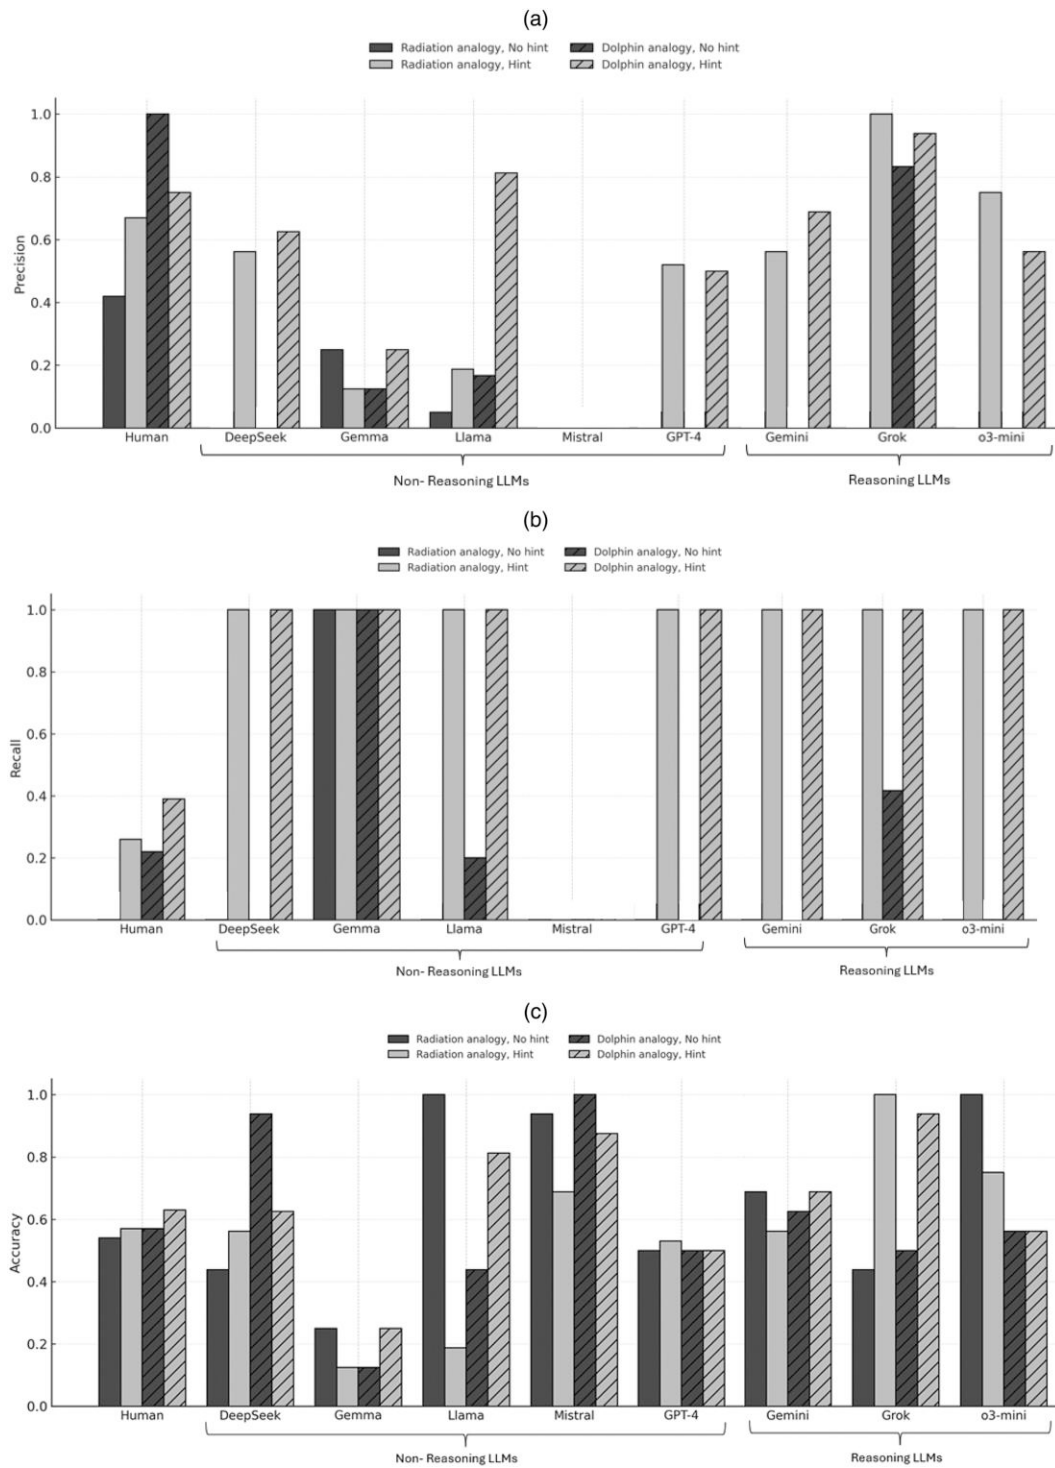 (a)
Radiation analogy, No hint Dolphin analogy, No hint
Radiation analogy, Hint Dolphin analogy, Hint
1.0
0.8
0.6
0.4
0.2
0.0
Precision
Human DeepSeek Gemma Llama Mistral GPT-4 Gemini Grok o3-mini
Non- Reasoning LLMs Reasoning LLMs
(b)
Radiation analogy, No hint Dolphin analogy, No hint
Radiation analogy, Hint Dolphin analogy, Hint
1.0
0.8
0.6
0.4
0.2
0.0
Recall
Human DeepSeek Gemma Llama Mistral GPT-4 Gemini Grok o3-mini
Non- Reasoning LLMs Reasoning LLMs
(c)
Radiation analogy, No hint Dolphin analogy, No hint
Radiation analogy, Hint Dolphin analogy, Hint
1.0
0.8
0.6
0.4
0.2
0.0
Accuracy
Human DeepSeek Gemma Llama Mistral GPT-4 Gemini Grok o3-mini
Non- Reasoning LLMs Reasoning LLMs